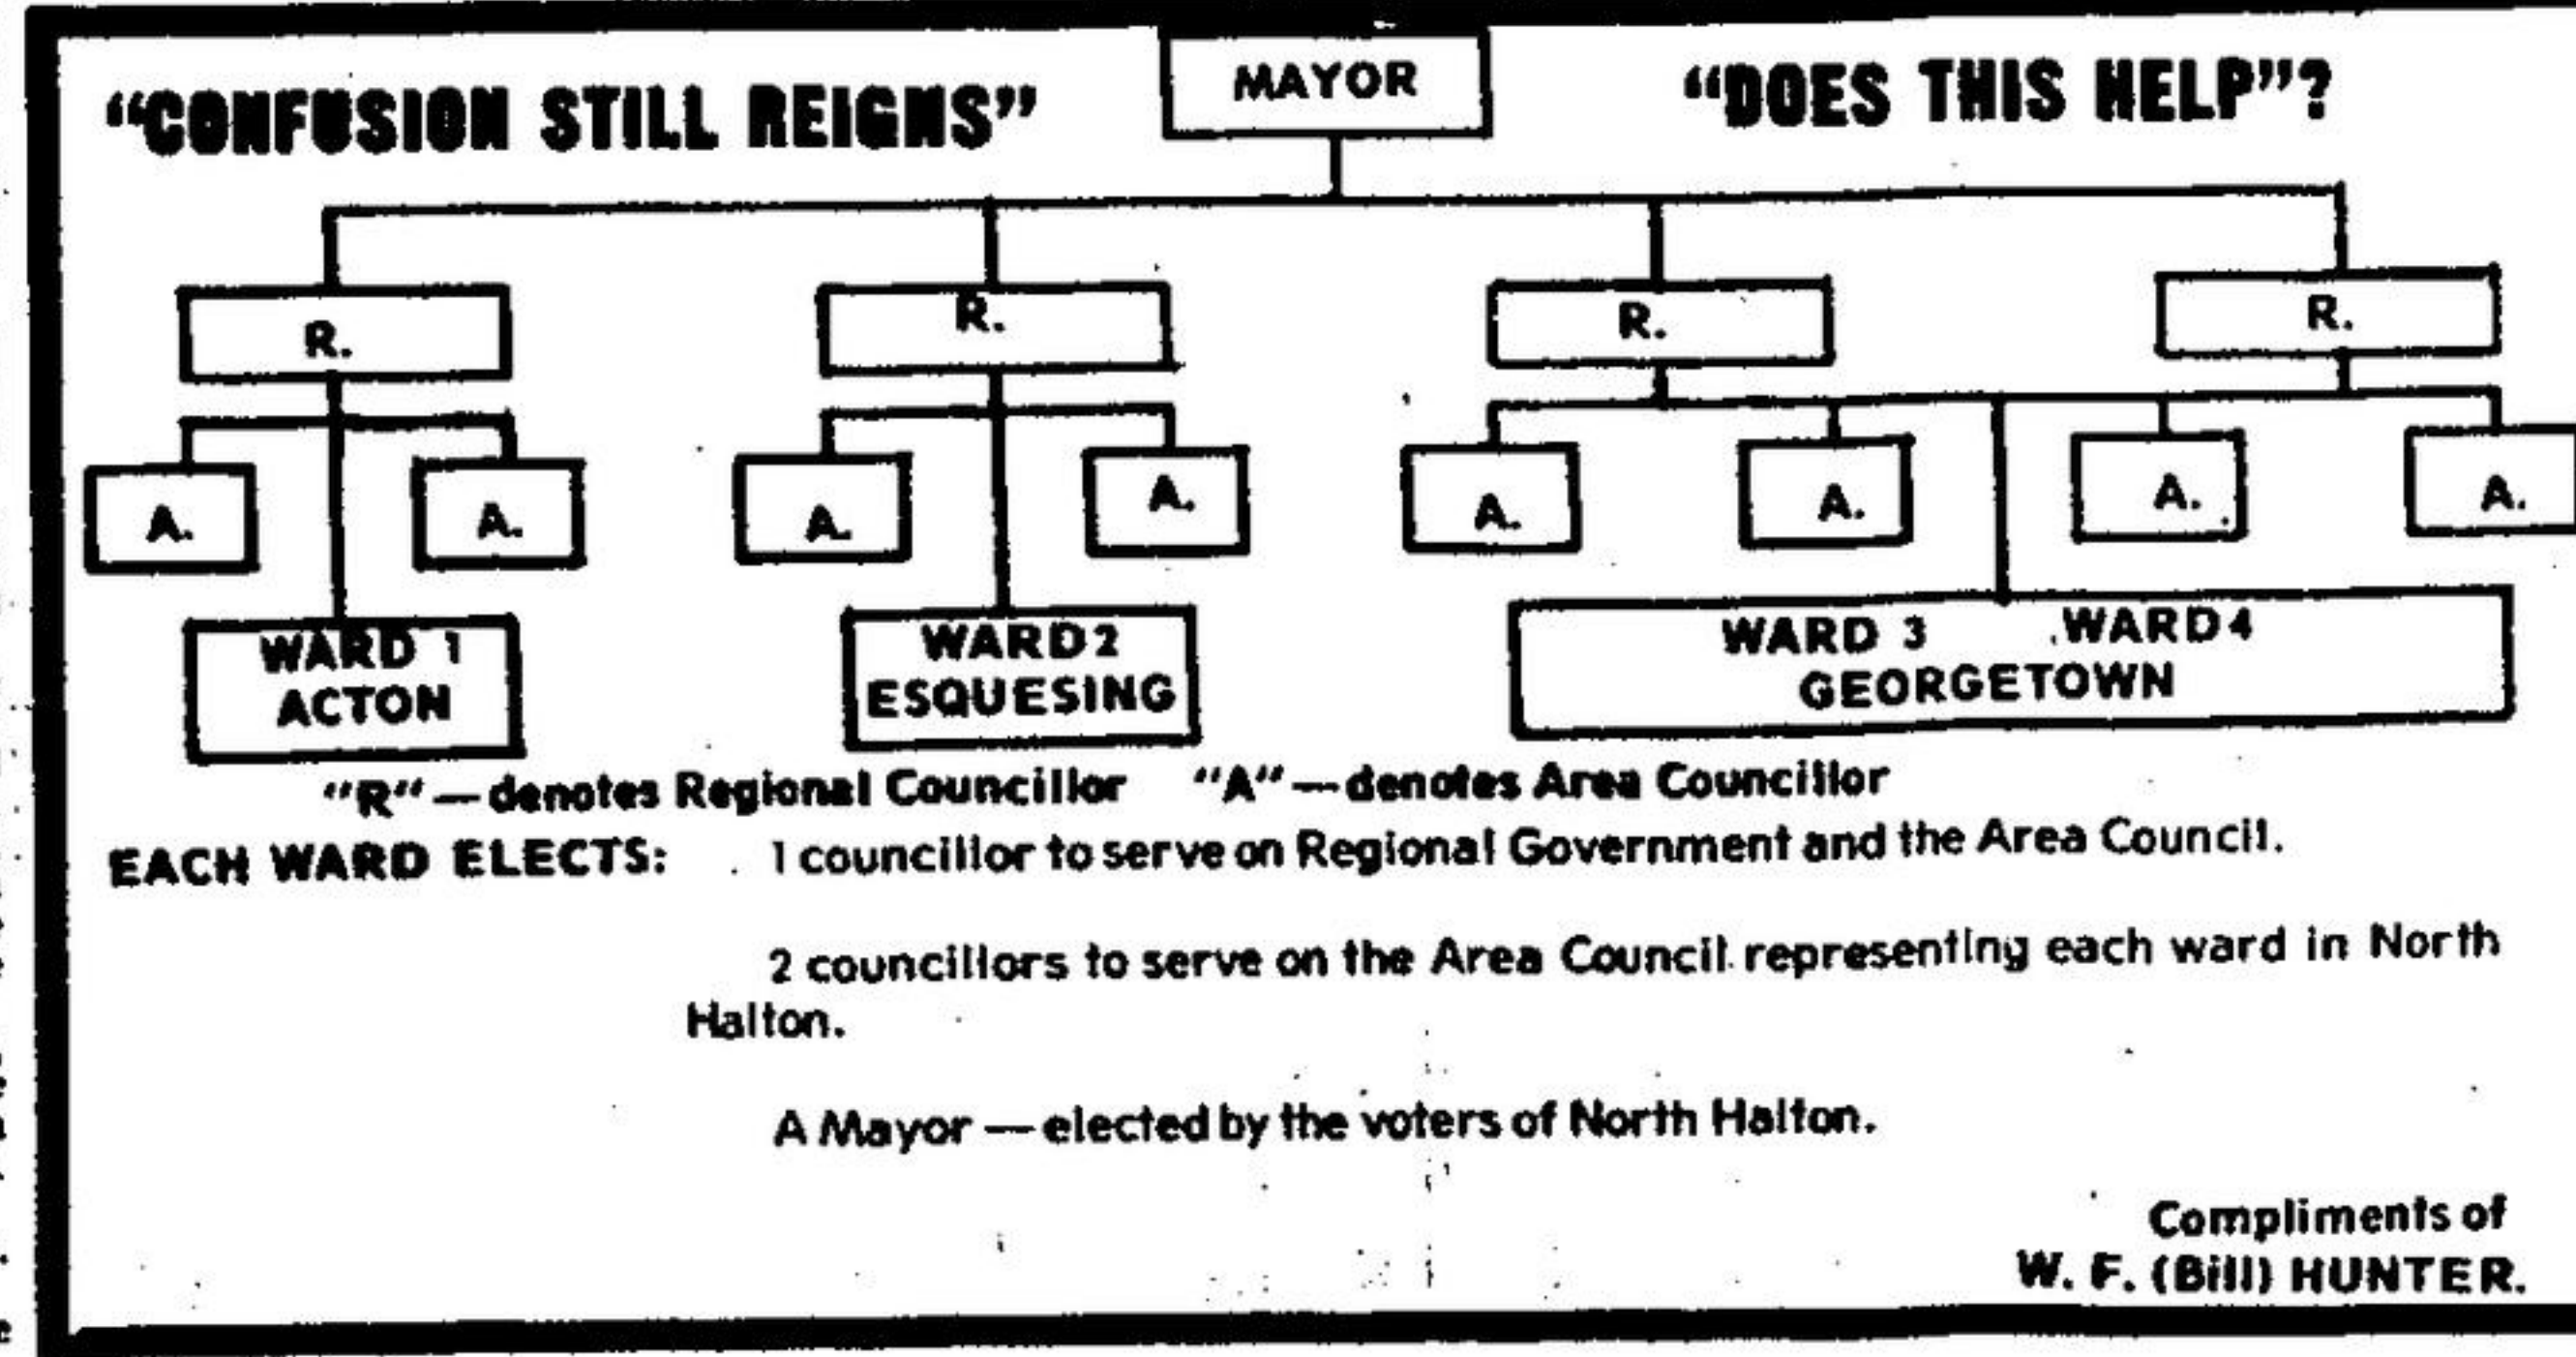 MAYOR
“CONFUSION STILL REIGNS”
“DOES THIS HELP”?
R.
R.
R.
R.
A.
A.
A.
A.
A.
A.
A.
A.
WARD 1
ACTON
WARD 2
ESQUESING
WARD 3 WARD 4
GEORGETOWN
“R” — denotes Regional Councillor “A” — denotes Area Councillor
EACH WARD ELECTS: 1 councillor to serve on Regional Government and the Area Council.
2 councillors to serve on the Area Council representing each ward in North
Halton.
A Mayor — elected by the voters of North Halton.
Compliments of
W. F. (Bill) HUNTER.